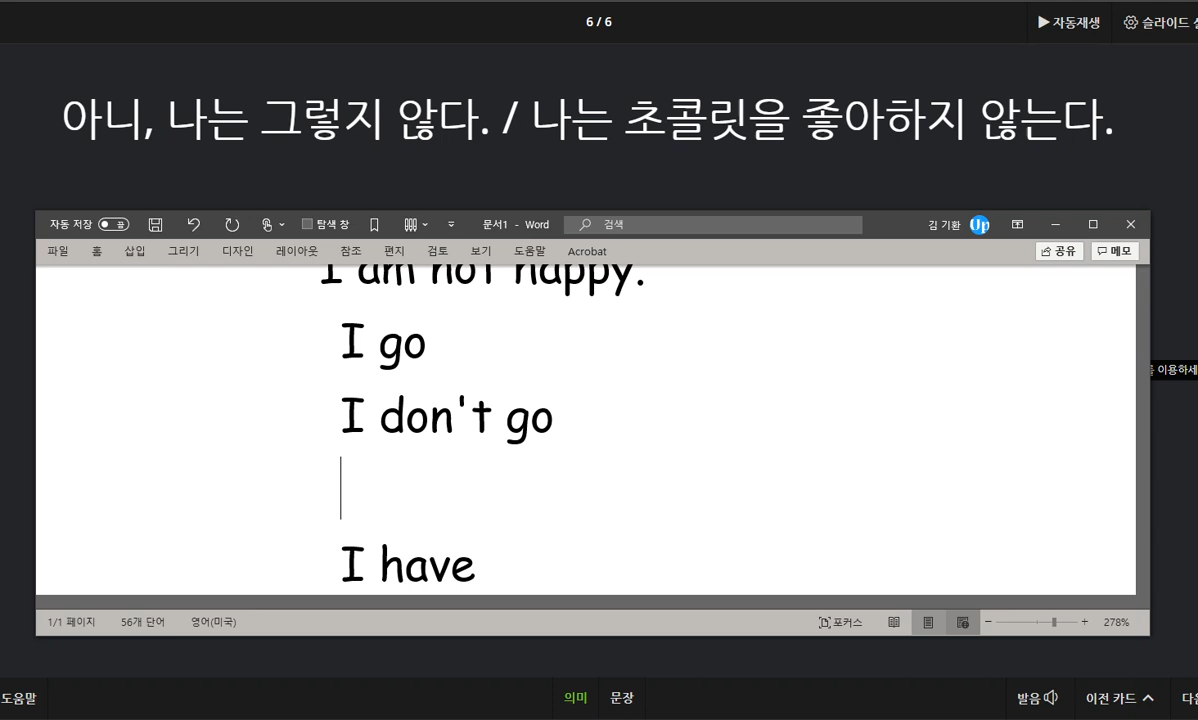 6 / 6
자동재생
슬라이드
아니, 나는 그렇지 않다. / 나는 초콜릿을 좋아하지 않는다.
자동 저장 끔 탐색 창 문서1 - Word 검색 김 기환 Up
파일 홈 삽입 그리기 디자인 레이아웃 참조 편지 검토 보기 도움말 Acrobat 공유 메모
I am not happy.
I go
이용하세
I don't go
I have
1/1 페이지 56개 단어 영어(미국) 포커스 278%
도움말 의미 문장 발음 이전 카드